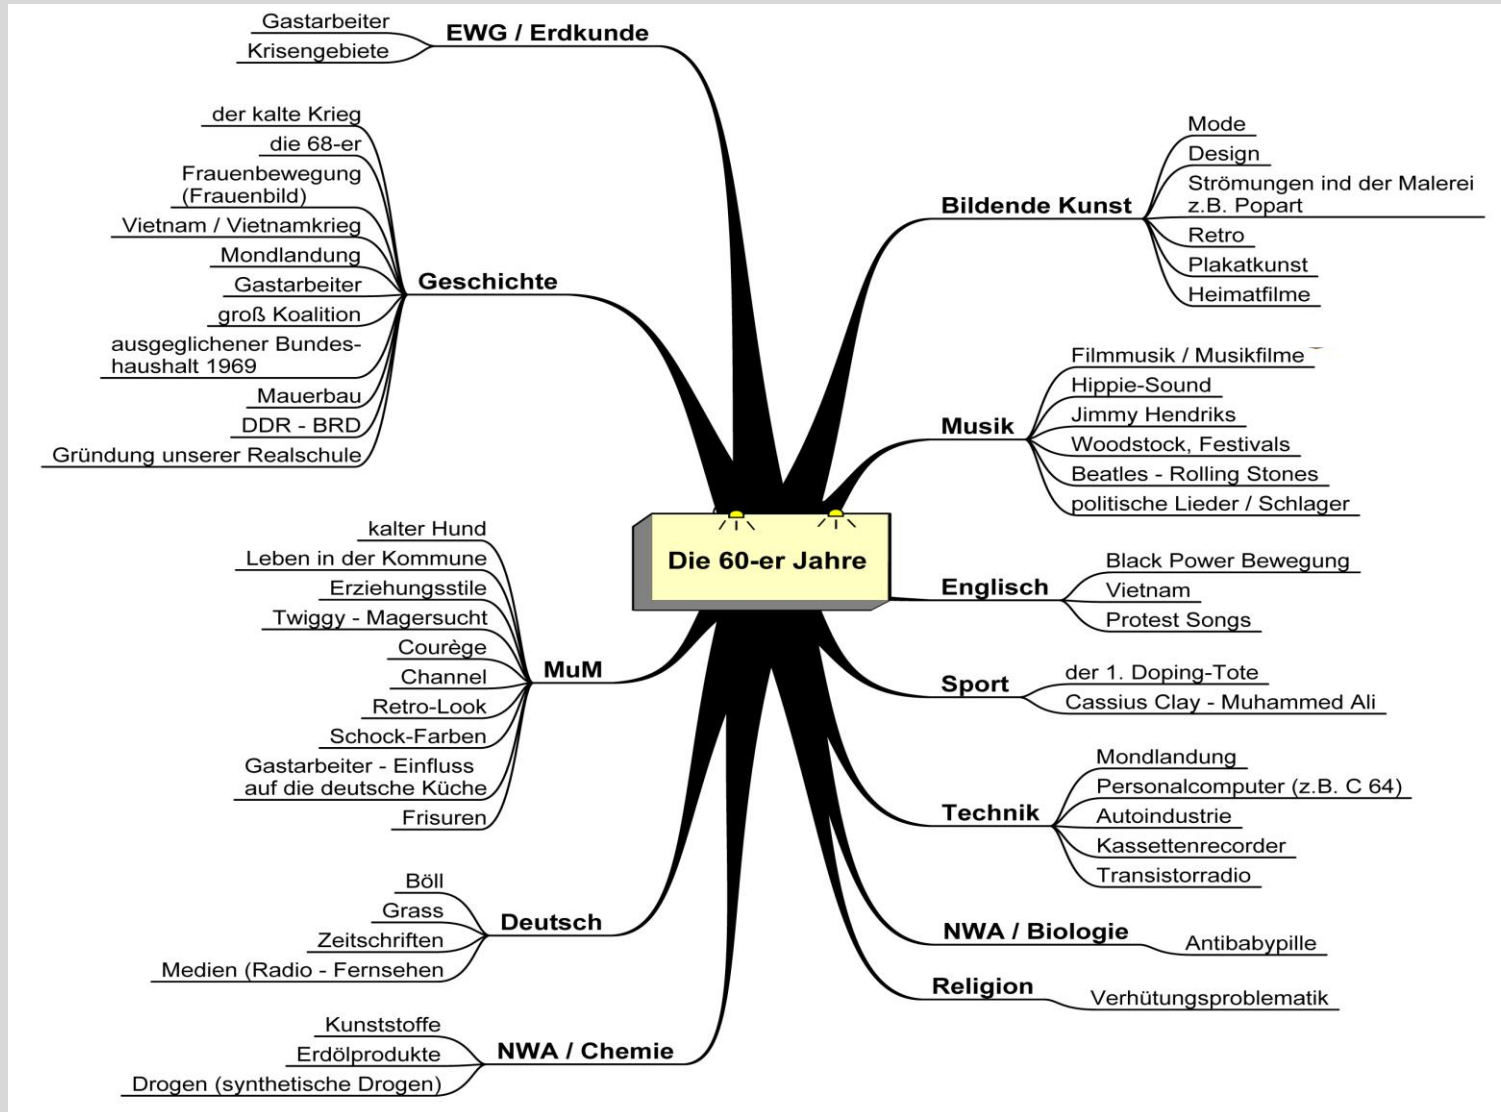 Die 60-er Jahre
EWG / Erdkunde
Gastarbeiter
Krisengebiete
Geschichte
der kalte Krieg
die 68-er
Frauenbewegung
(Frauenbild)
Vietnam / Vietnamkrieg
Mondlandung
Gastarbeiter
groß Koalition
ausgeglichener Bundes-
haushalt 1969
Mauerbau
DDR - BRD
Gründung unserer Realschule
MuM
kalter Hund
Leben in der Kommune
Erziehungsstile
Twiggy - Magersucht
Courège
Channel
Retro-Look
Schock-Farben
Gastarbeiter - Einfluss
auf die deutsche Küche
Frisuren
Deutsch
Böll
Grass
Zeitschriften
Medien (Radio - Fernsehen
NWA / Chemie
Kunststoffe
Erdölprodukte
Drogen (synthetische Drogen)
Bildende Kunst
Mode
Design
Strömungen ind der Malerei
z.B. Popart
Retro
Plakatkunst
Heimatfilme
Musik
Filmmusik / Musikfilme
Hippie-Sound
Jimmy Hendriks
Woodstock, Festivals
Beatles - Rolling Stones
politische Lieder / Schlager
Englisch
Black Power Bewegung
Vietnam
Protest Songs
Sport
der 1. Doping-Tote
Cassius Clay - Muhammed Ali
Technik
Mondlandung
Personalcomputer (z.B. C 64)
Autoindustrie
Kassettenrecorder
Transistorradio
NWA / Biologie
Antibabypille
Religion
Verhütungsproblematik